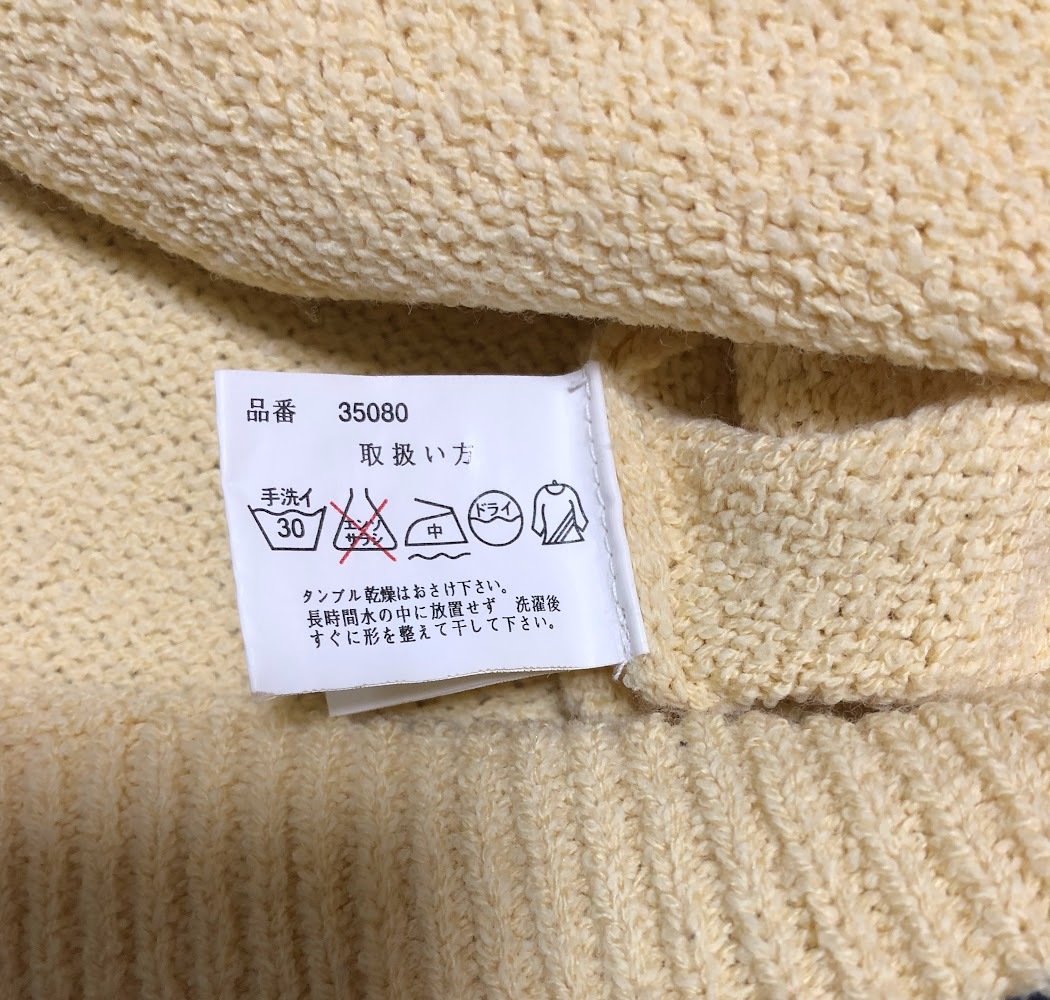 品番 35080
取扱い方
手洗イ
30
エンソ
サラシ
中
ドライ
タンブル乾燥はおさけ下さい。
長時間水の中に放置せず 洗濯後
すぐに形を整えて干して下さい。